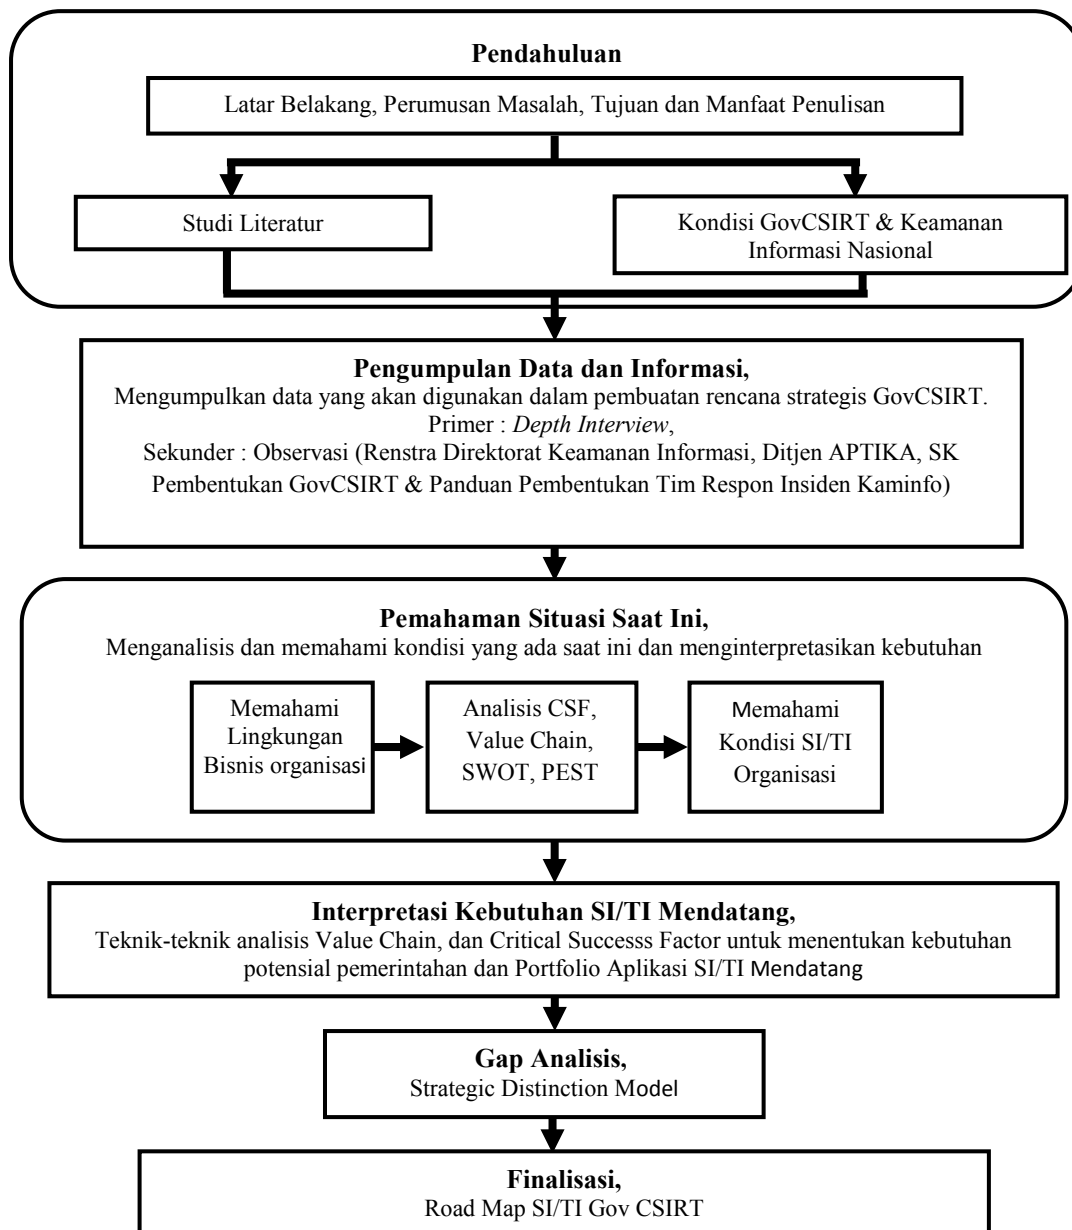 Pendahuluan
Latar Belakang, Perumusan Masalah, Tujuan dan Manfaat Penulisan
Studi Literatur
Kondisi GovCSIRT & Keamanan
Informasi Nasional
Pengumpulan Data dan Informasi,
Mengumpulkan data yang akan digunakan dalam pembuatan rencana strategis GovCSIRT.
Primer : Depth Interview,
Sekunder : Observasi (Renstra Direktorat Keamanan Informasi, Ditjen APTIKA, SK
Pembentukan GovCSIRT & Panduan Pembentukan Tim Respon Insiden Kaminfo)
Pemahaman Situasi Saat Ini,
Menganalisis dan memahami kondisi yang ada saat ini dan menginterpretasikan kebutuhan
Memahami
Lingkungan
Bisnis organisasi
Analisis CSF,
Value Chain,
SWOT, PEST
Memahami
Kondisi SI/TI
Organisasi
Interpretasi Kebutuhan SI/TI Mendatang,
Teknik-teknik analisis Value Chain, dan Critical Successs Factor untuk menentukan kebutuhan
potensial pemerintahan dan Portfolio Aplikasi SI/TI Mendatang
Gap Analisis,
Strategic Distinction Model
Finalisasi,
Road Map SI/TI Gov CSIRT